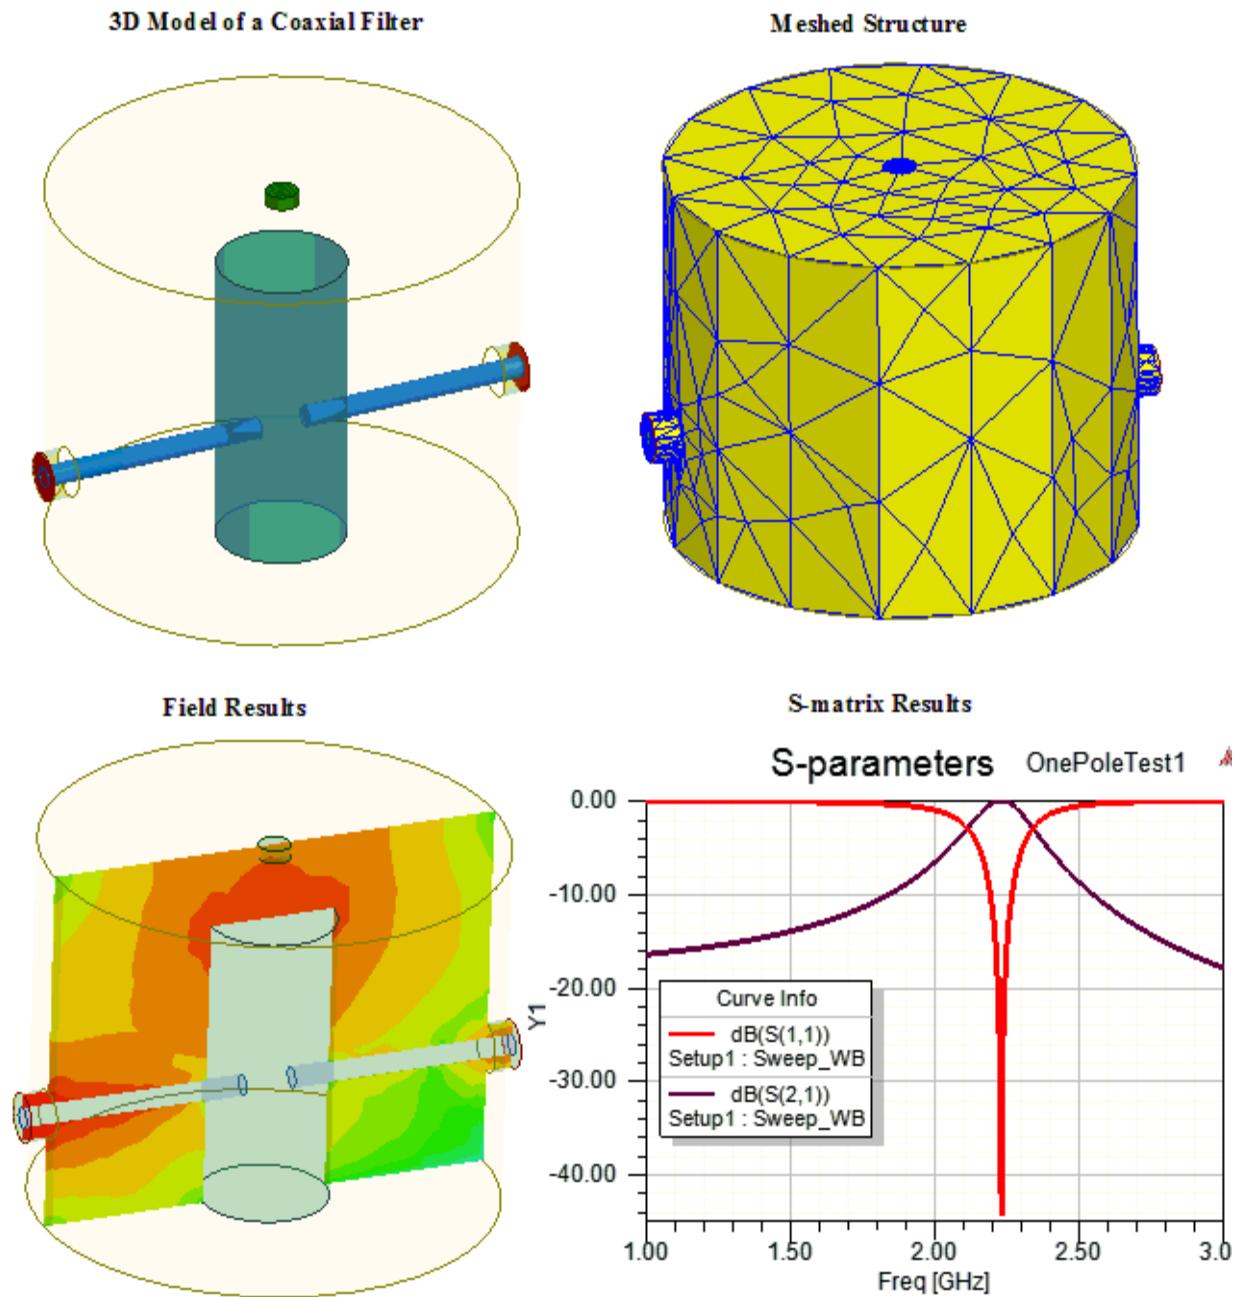 3D Model of a Coaxial Filter
Meshed Structure
Field Results
S-matrix Results
S-parameters OnePoleTest1
0.00
-10.00
-20.00
-30.00
-40.00
Y1
Curve Info
dB(S(1,1))
Setup1 : Sweep_WB
dB(S(2,1))
Setup1 : Sweep_WB
1.00 1.50 2.00 2.50 3.0
Freq [GHz]